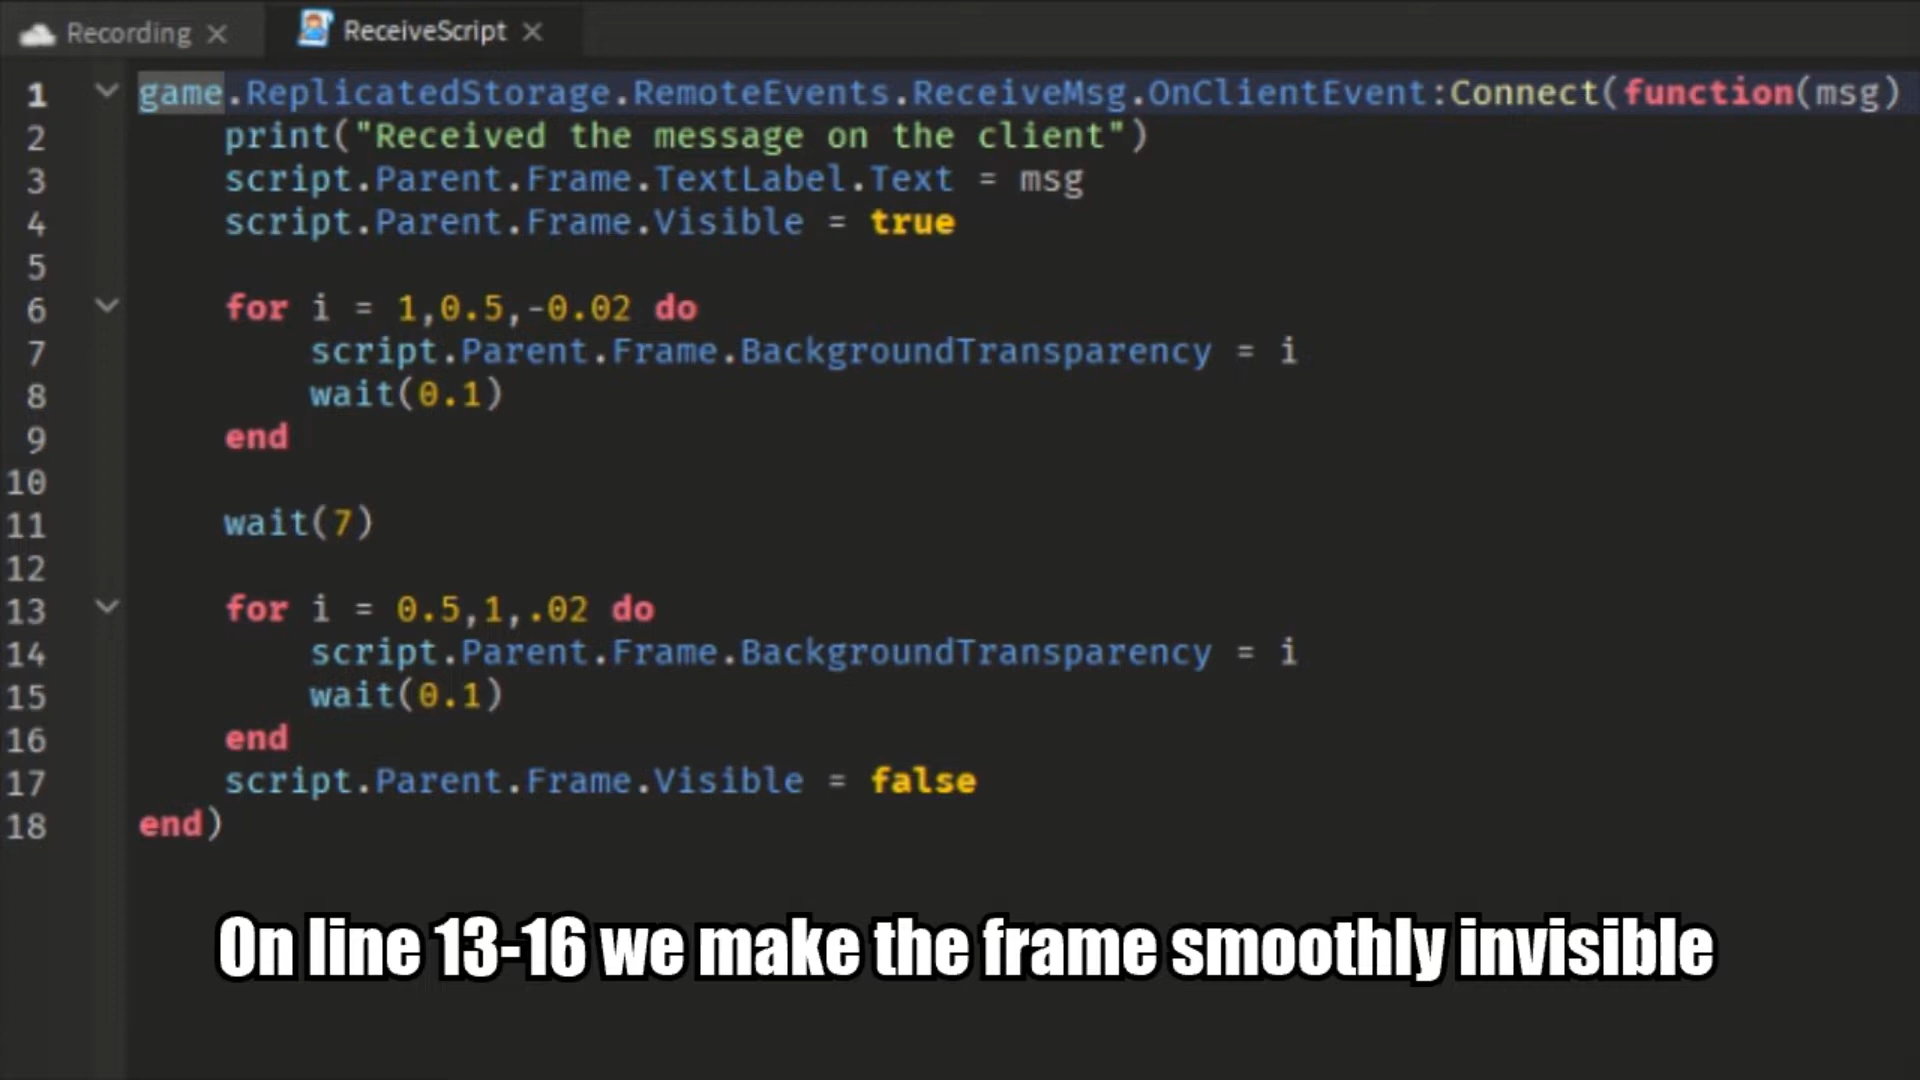 Recording ReceiveScript
1 game.ReplicatedStorage.RemoteEvents.ReceiveMsg.OnClientEvent:Connect(function(msg)
2 print("Received the message on the client")
3 script.Parent.Frame.TextLabel.Text = msg
4 script.Parent.Frame.Visible = true
5
6 for i = 1,0.5,-0.02 do
7 script.Parent.Frame.BackgroundTransparency = i
8 wait(0.1)
9 end
10
11 wait(7)
12
13 for i = 0.5,1,.02 do
14 script.Parent.Frame.BackgroundTransparency = i
15 wait(0.1)
16 end
17 script.Parent.Frame.Visible = false
18 end)
On line 13-16 we make the frame smoothly invisible